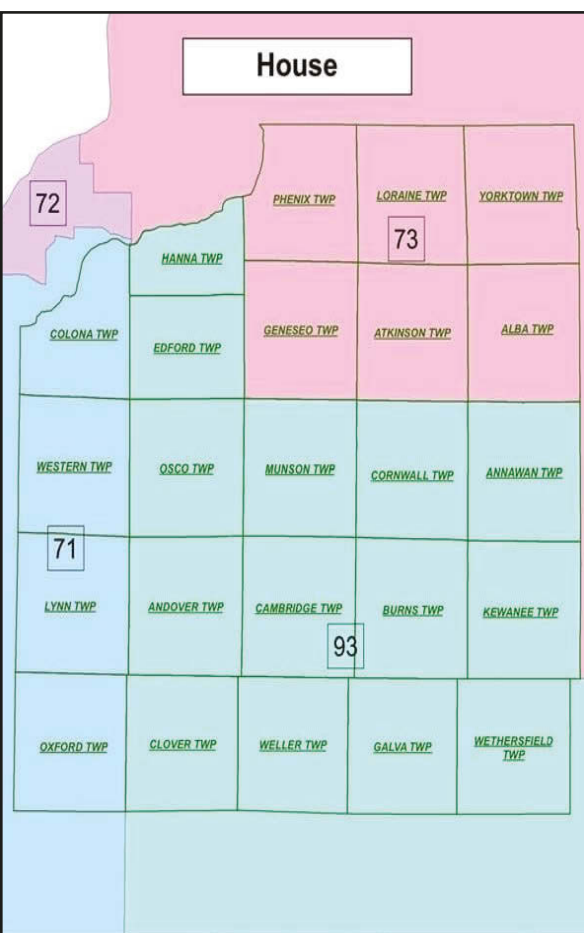 House
72
PHENIX TWP
LORAINE TWP
YORKTOWN TWP
73
HANNA TWP
COLONA TWP
EDFORD TWP
GENESEO TWP
ATKINSON TWP
ALBA TWP
WESTERN TWP
OSCO TWP
MUNSON TWP
CORNWALL TWP
ANNAWAN TWP
71
LYNN TWP
ANDOVER TWP
CAMBRIDGE TWP
BURNS TWP
KEWANEE TWP
93
OXFORD TWP
CLOVER TWP
WELLER TWP
GALVA TWP
WETHERSFIELD
TWP